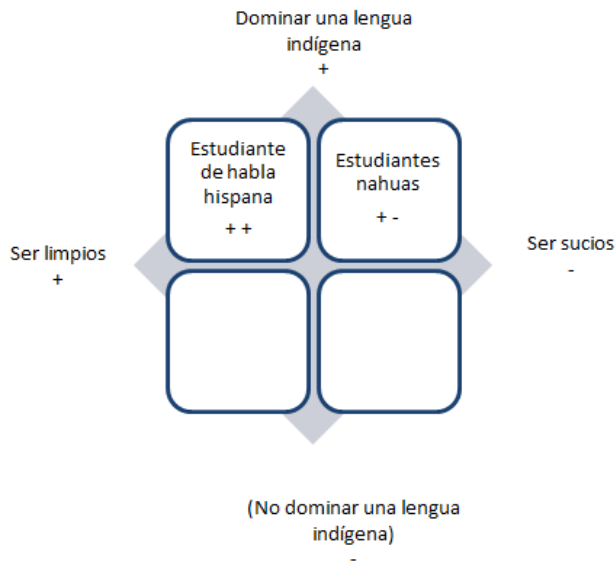 Dominar una lengua
indígena
+
Estudiante
de habla
hispana
+ +
Estudiantes
nahuas
+ -
Ser limpios
+
Ser sucios
-
(No dominar una lengua
indígena)
-